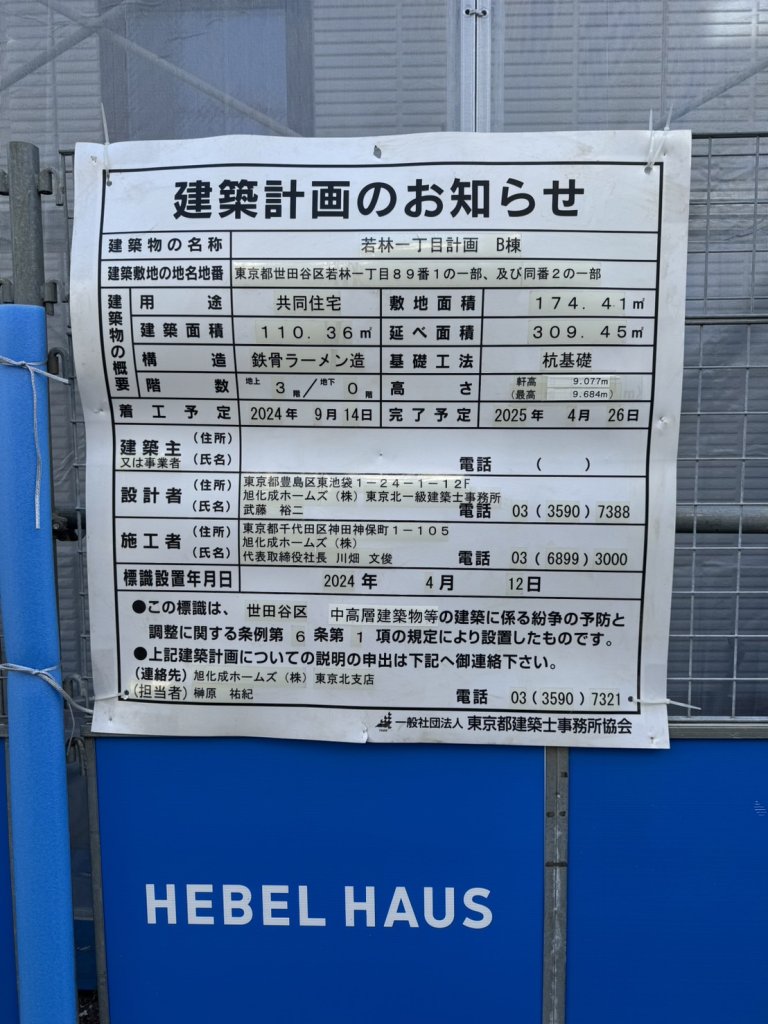 建築計画のお知らせ
建築物の名称 若林一丁目計画 B棟
建築敷地の地名地番 東京都世田谷区若林一丁目89番1の一部、及び同番2の一部
建築物の概要
用途 共同住宅 敷地面積 174.41㎡
建築面積 110.36㎡ 延べ面積 309.45㎡
構造 鉄骨ラーメン造 基礎工法 杭基礎
階数 地上 3階/地下 0階 高さ 軒高 9.077m
(最高 9.684m)
着工予定 2024年 9月14日 完了予定 2025年 4月 26日
建築主 (住所)
又は事業者 (氏名) 電話 ( )
設計者 (住所) 東京都豊島区東池袋1-24-1-12F
旭化成ホームズ(株)東京北一級建築士事務所
(氏名) 武藤 裕二 電話 03(3590)7388
施工者 (住所) 東京都千代田区神田神保町1-105
旭化成ホームズ(株)
(氏名) 代表取締役社長 川畑 文俊 電話 03(6899)3000
標識設置年月日 2024年 4月 12日
●この標識は、世田谷区 中高層建築物等の建築に係る紛争の予防と
調整に関する条例第6条第1項の規定により設置したものです。
●上記建築計画についての説明の申出は下記へ御連絡下さい。
(連絡先) 旭化成ホームズ(株)東京北支店
(担当者) 榊原 祐紀 電話 03(3590)7321
一般社団法人 東京都建築士事務所協会
HEBEL HAUS